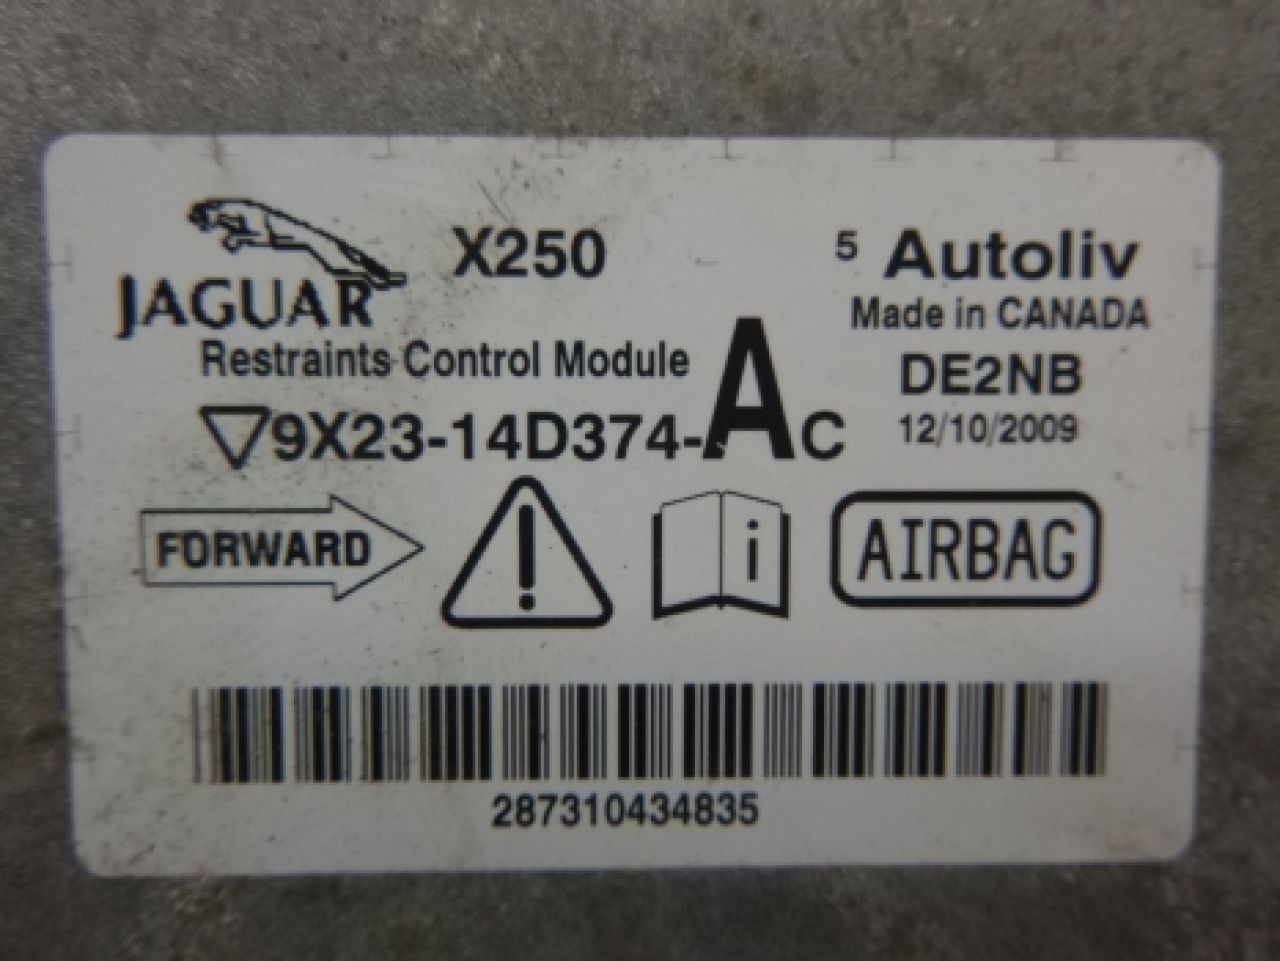 JAGUAR
X250
5 Autoliv
Made in CANADA
Restraints Control Module
DE2NB
9X23-14D374-AC
12/10/2009
FORWARD
!
i
AIRBAG
287310434835